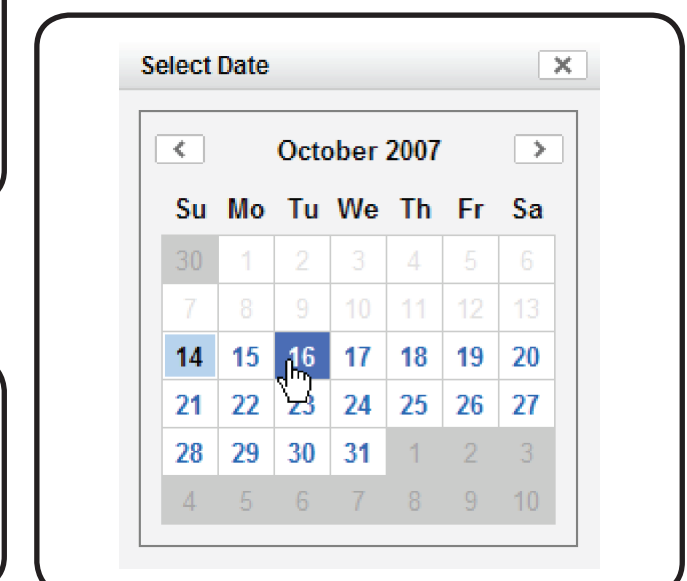 Select Date
October 2007
Su Mo Tu We Th Fr Sa
30 1 2 3 4 5 6
7 8 9 10 11 12 13
14 15 16 17 18 19 20
21 22 23 24 25 26 27
28 29 30 31 1 2 3
4 5 6 7 8 9 10